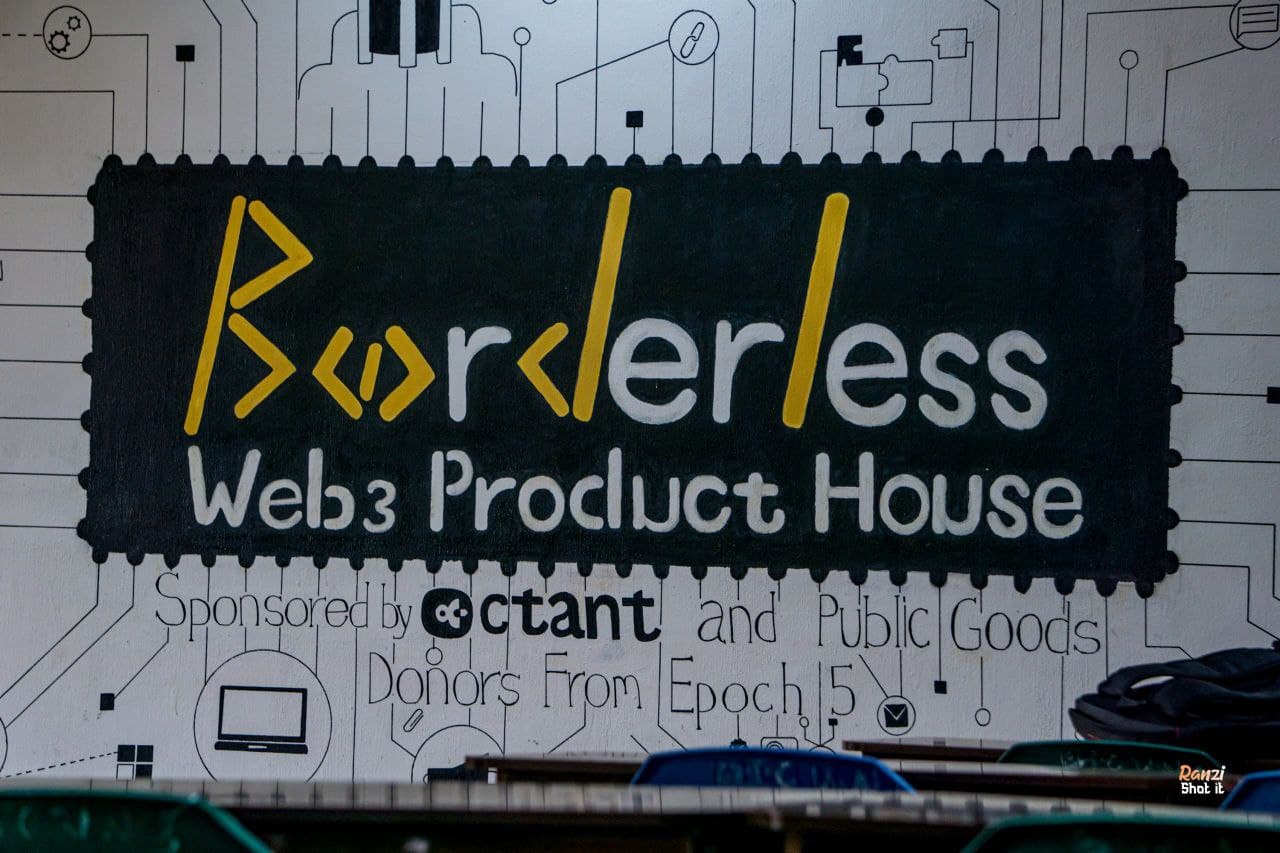 Borderless
Web3 Product House
Sponsored by Octant and Public Goods
Donors From Epoch 5
Ranzi
Shot it